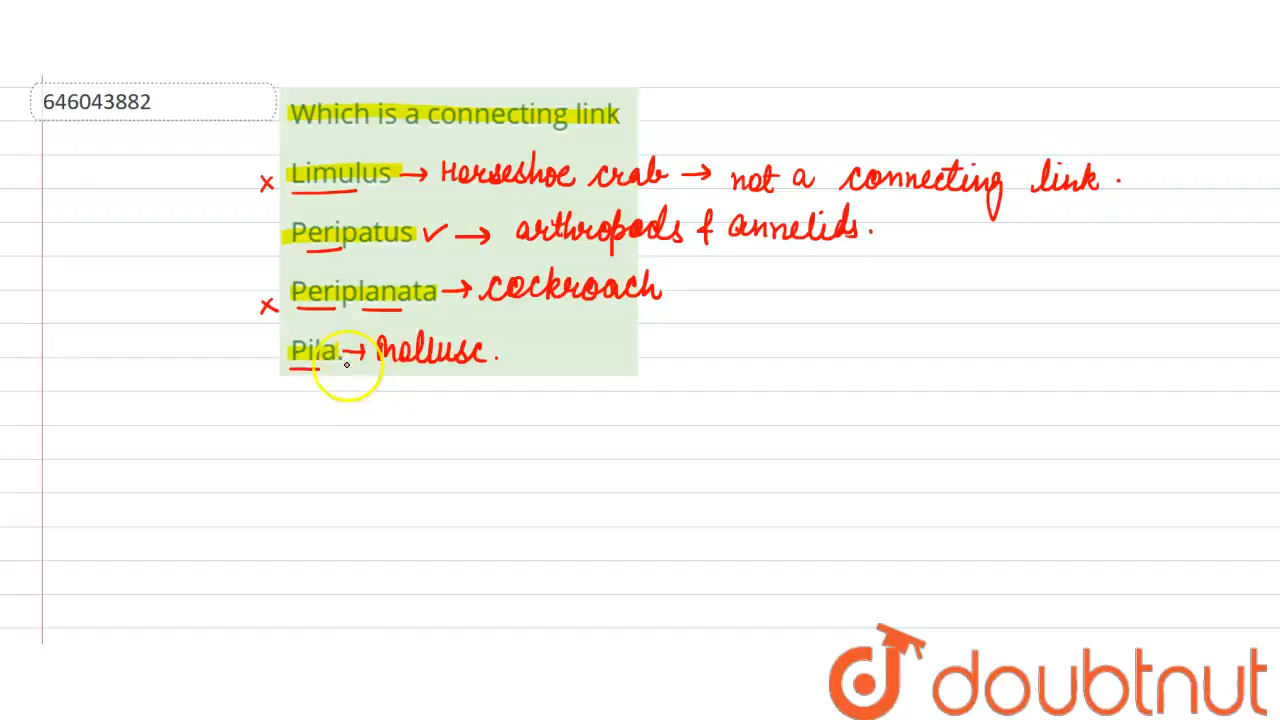 646043882
Which is a connecting link
x Limulus → Horseshoe crab → not a connecting link.
Peripatus ✓ → arthropods & annelids.
x Periplanata → cockroach
Pila. → Mollusc.
doubtnut